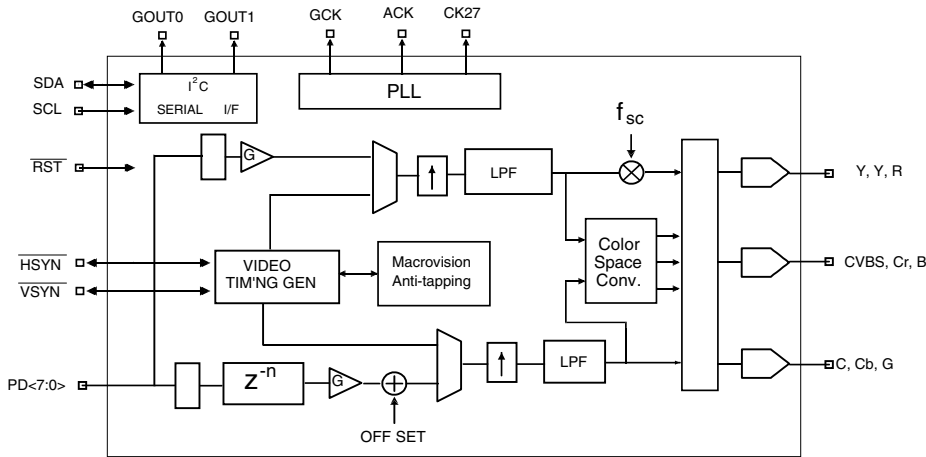 GOUT0 GOUT1 GCK ACK CK27
SDA
I²C
PLL
SCL
SERIAL I/F
f sc
RST
G
LPF
Y, Y, R
HSYN
VIDEO
TIM'NG GEN
Macrovision
Anti-tapping
Color
Space
Conv.
CVBS, Cr, B
VSYN
PD<7:0>
z⁻ⁿ
G
LPF
C, Cb, G
OFF SET